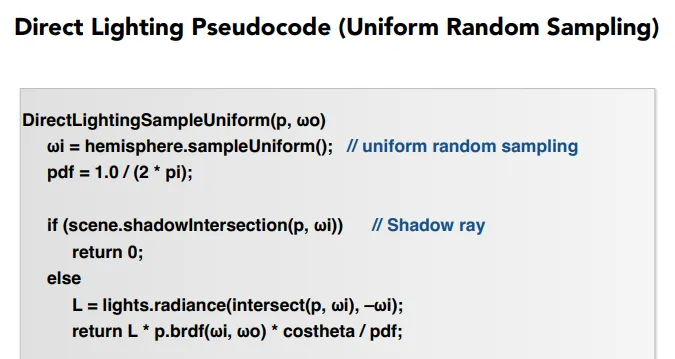 Direct Lighting Pseudocode (Uniform Random Sampling)
DirectLightingSampleUniform(p, ωo)
ωi = hemisphere.sampleUniform(); // uniform random sampling
pdf = 1.0 / (2 * pi);
if (scene.shadowIntersection(p, ωi)) // Shadow ray
return 0;
else
L = lights.radiance(intersect(p, ωi), –ωi);
return L * p.brdf(ωi, ωo) * costheta / pdf;